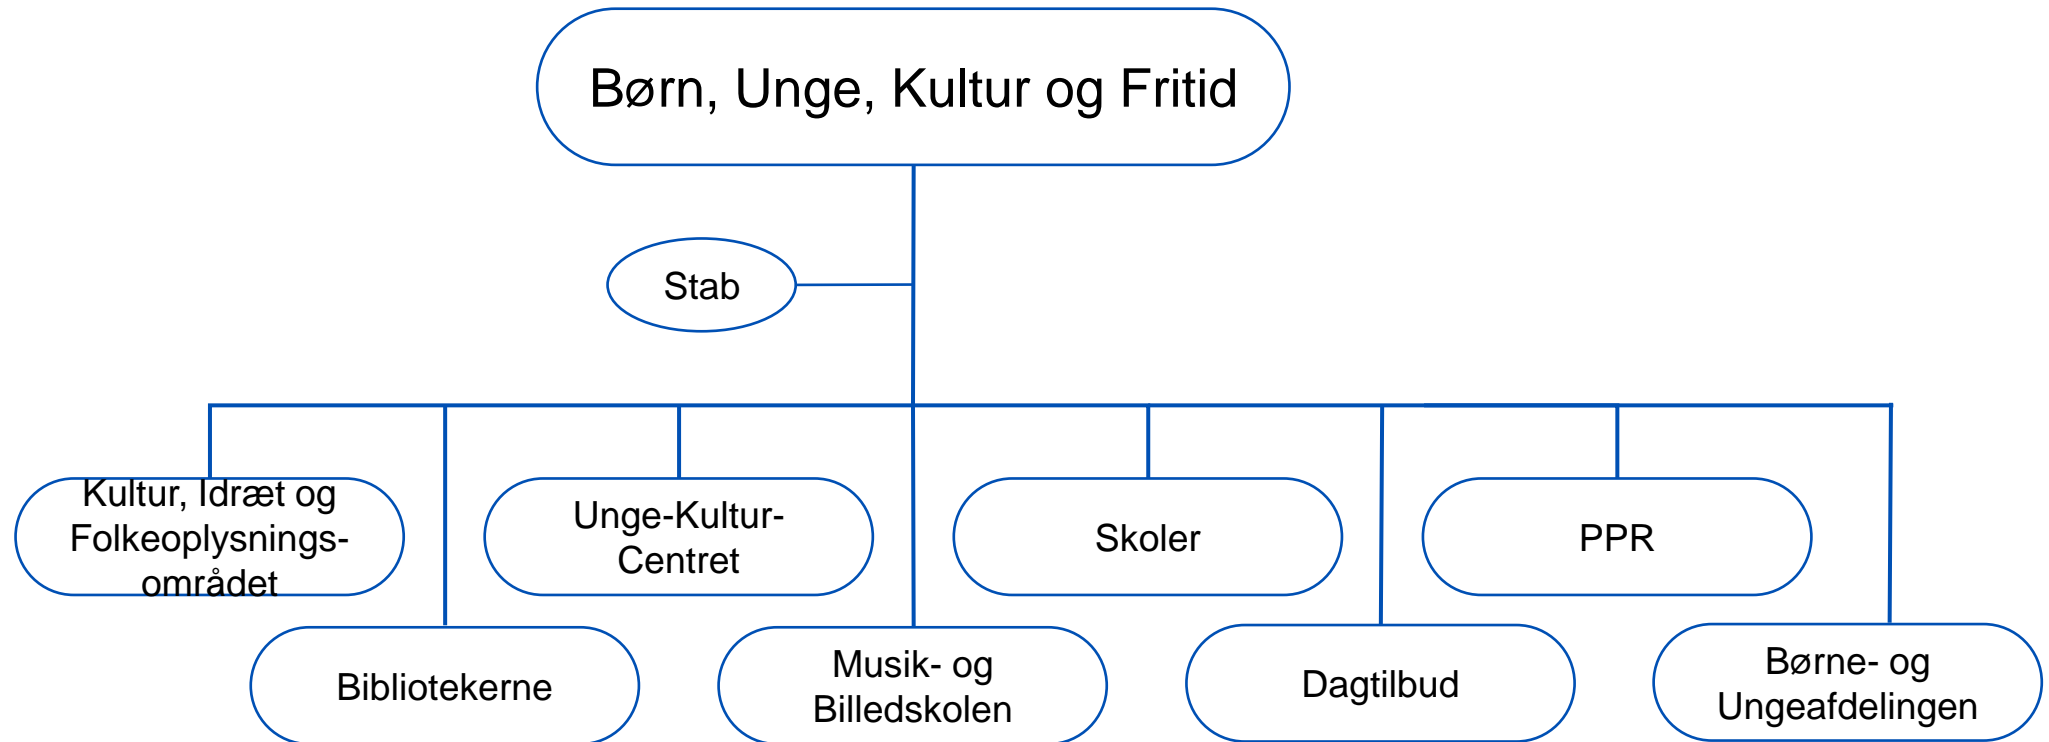 Børn, Unge, Kultur og Fritid
Stab
Kultur, Idræt og
Folkeoplysnings-
området
Unge-Kultur-
Centret
Skoler
PPR
Bibliotekerne
Musik- og
Billedskolen
Dagtilbud
Børne- og
Ungeafdelingen